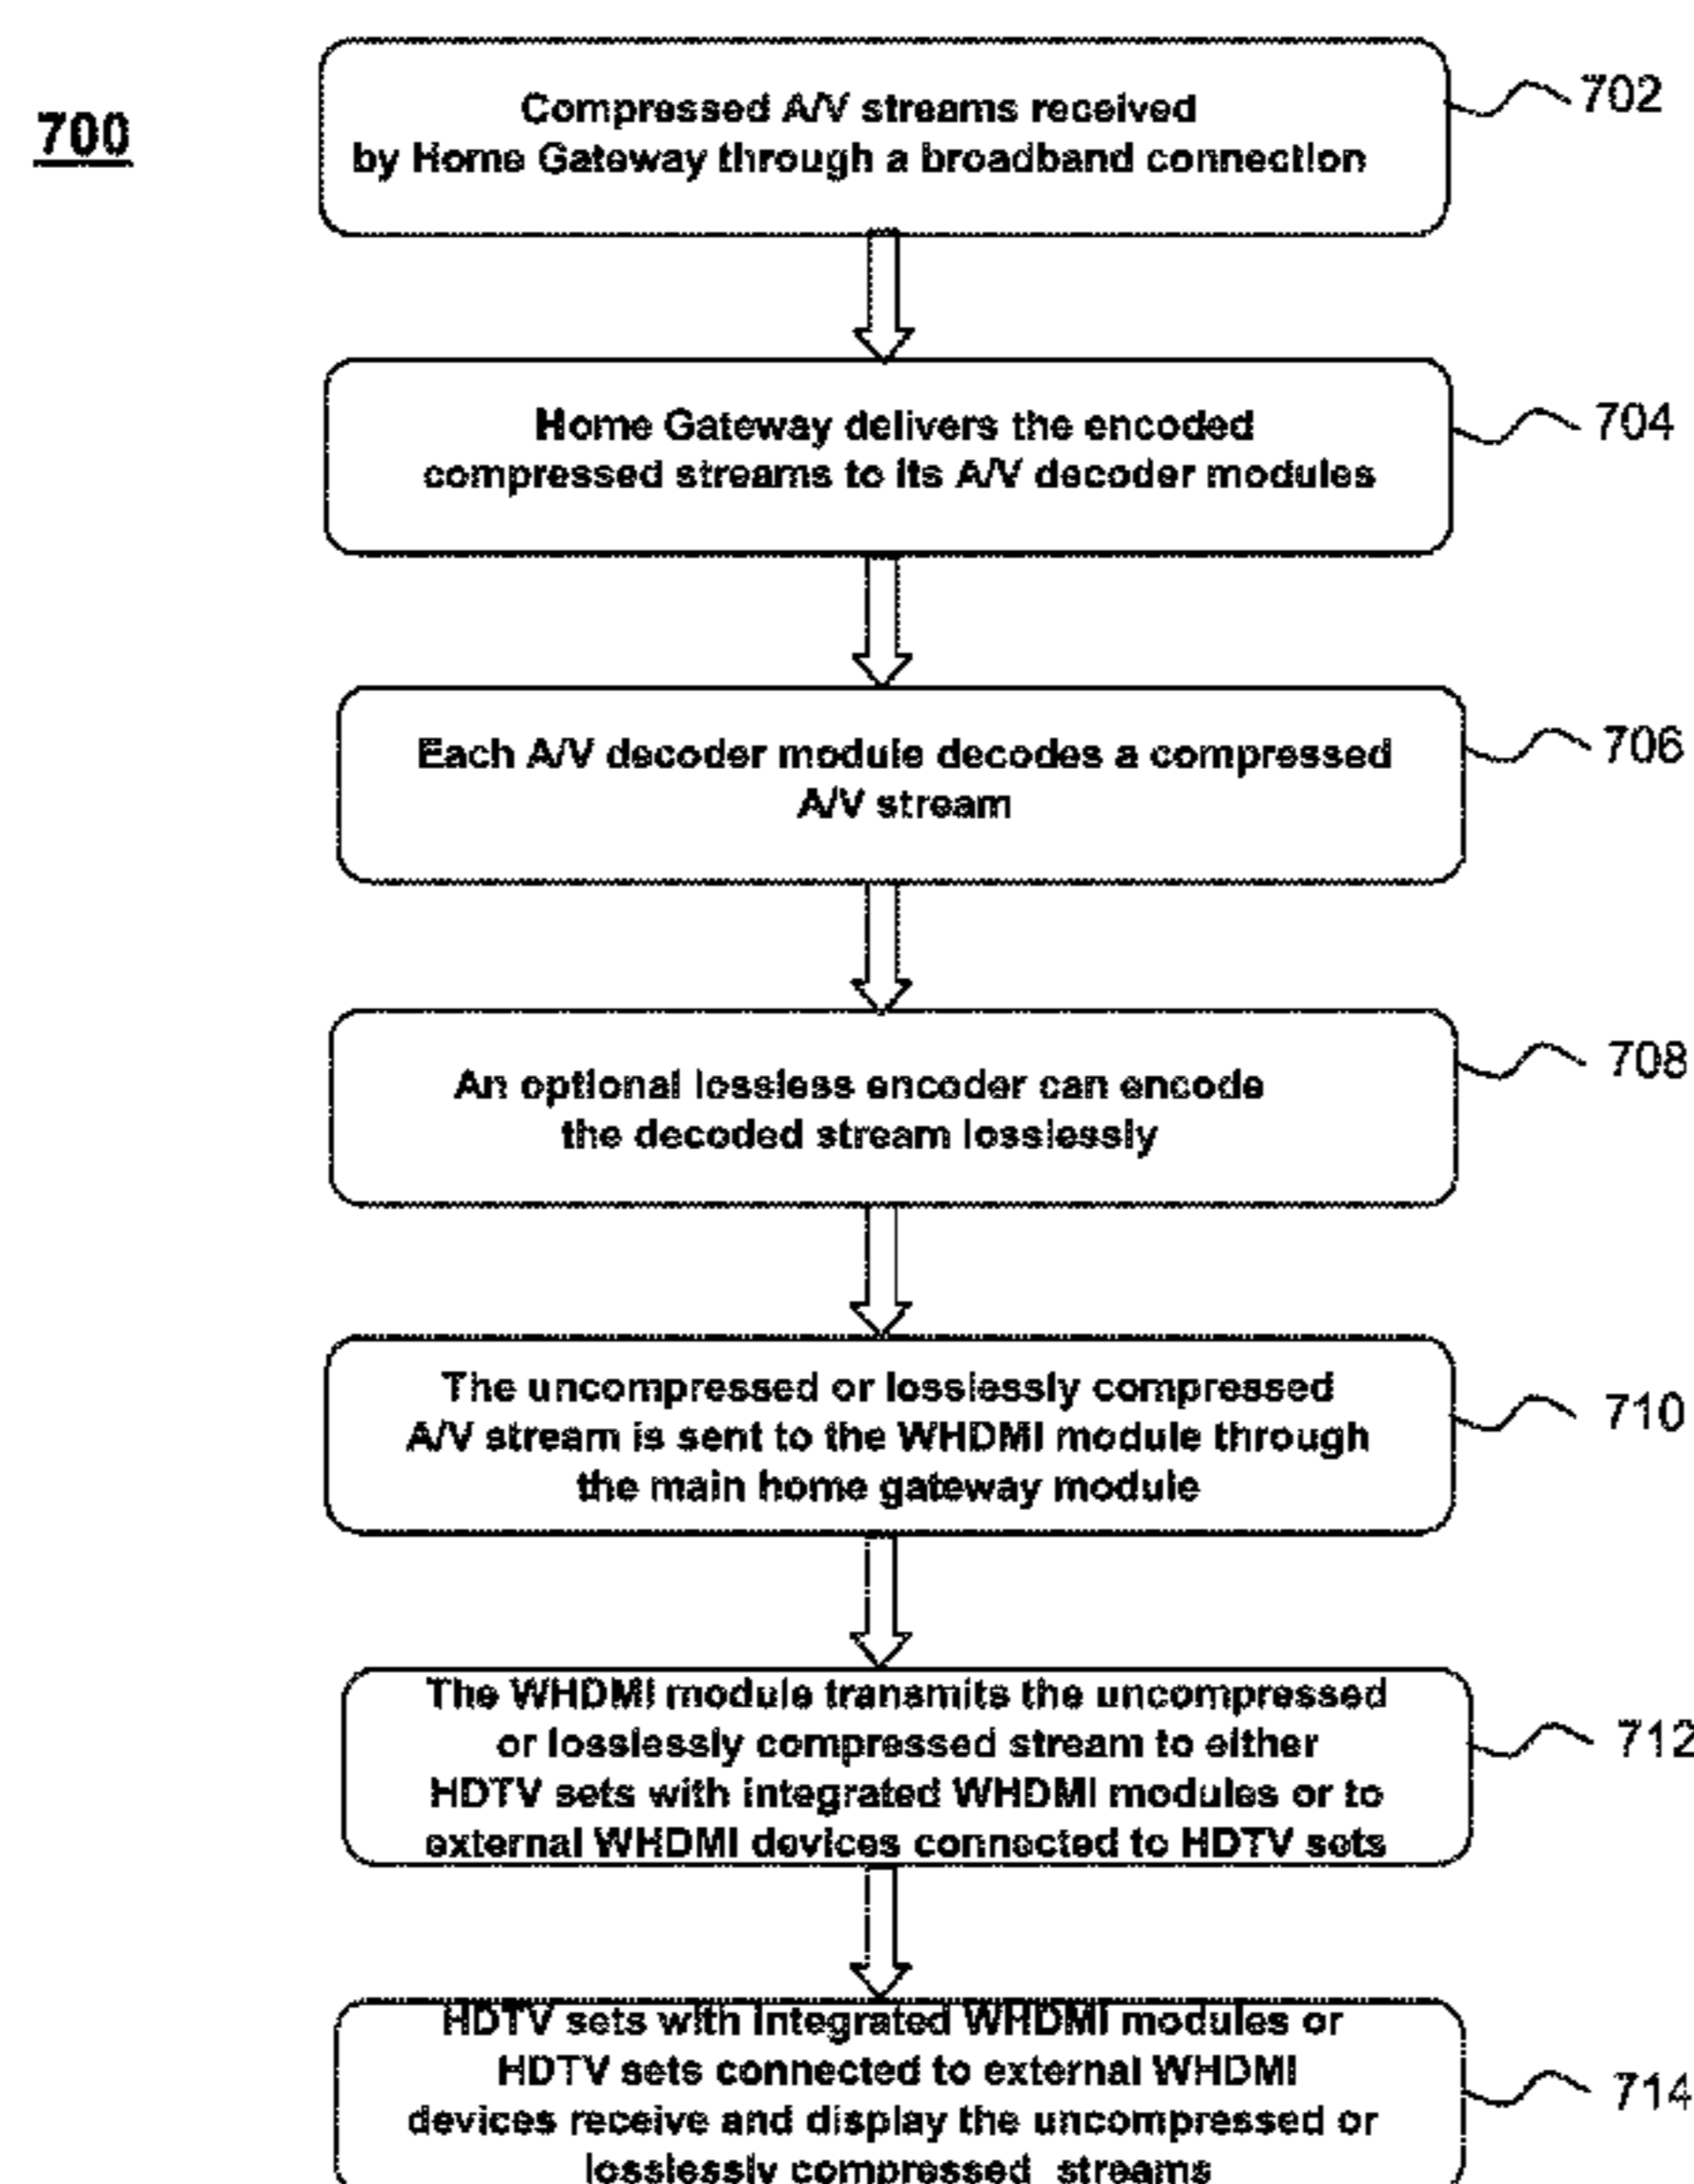 700
Compressed A/V streams received
by Home Gateway through a broadband connection
702
Home Gateway delivers the encoded
compressed streams to its A/V decoder modules
704
Each A/V decoder module decodes a compressed
A/V stream
706
An optional lossless encoder can encode
the decoded stream losslessly
708
The uncompressed or losslessly compressed
A/V stream is sent to the WHDMI module through
the main home gateway module
710
The WHDMI module transmits the uncompressed
or losslessly compressed stream to either
HDTV sets with integrated WHDMI modules or to
external WHDMI devices connected to HDTV sets
712
HDTV sets with integrated WHDMI modules or
HDTV sets connected to external WHDMI
devices receive and display the uncompressed or
losslessly compressed streams
714